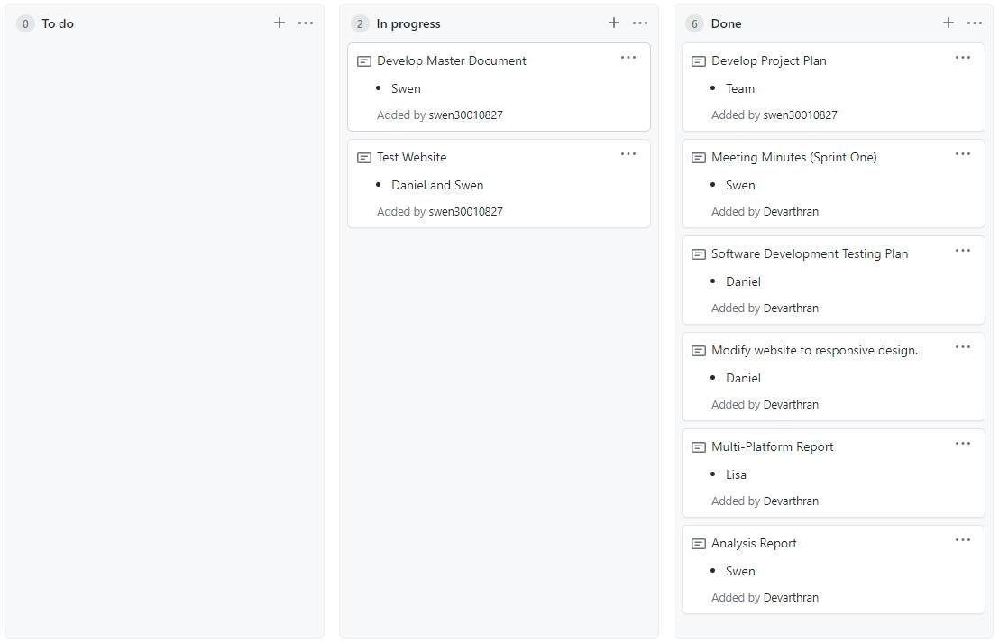 0 To do
2 In progress
Develop Master Document
• Swen
Added by swen30010827
Test Website
• Daniel and Swen
Added by swen30010827
6 Done
Develop Project Plan
• Team
Added by swen30010827
Meeting Minutes (Sprint One)
• Swen
Added by Devarthran
Software Development Testing Plan
• Daniel
Added by Devarthran
Modify website to responsive design.
• Daniel
Added by Devarthran
Multi-Platform Report
• Lisa
Added by Devarthran
Analysis Report
• Swen
Added by Devarthran